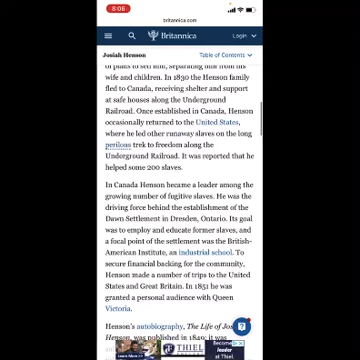 8:05
britannica.com
Britannica
Login
Josiah Henson
Table of Contents
of plans to sell him, separating him from his
wife and children. In 1830 the Henson family
fled to Canada, receiving shelter and support
at safe houses along the Underground
Railroad. Once established in Canada, Henson
occasionally returned to the United States,
where he led other runaway slaves on the long
perilous trek to freedom along the
Underground Railroad. It was reported that he
helped some 200 slaves.
In Canada Henson became a leader among the
growing number of fugitive slaves. He was the
driving force behind the establishment of the
Dawn Settlement in Dresden, Ontario. Its goal
was to employ and educate former slaves, and
a focal point of the settlement was the British-
American Institute, an industrial school. To
secure financial backing for the community,
Henson made a number of trips to the United
States and Great Britain. In 1851 he was
granted a personal audience with Queen
Victoria.
Henson's autobiography, The Life of Jos
Henson, was published in 1849; it was
THIEL
Become
leader
at Thiel